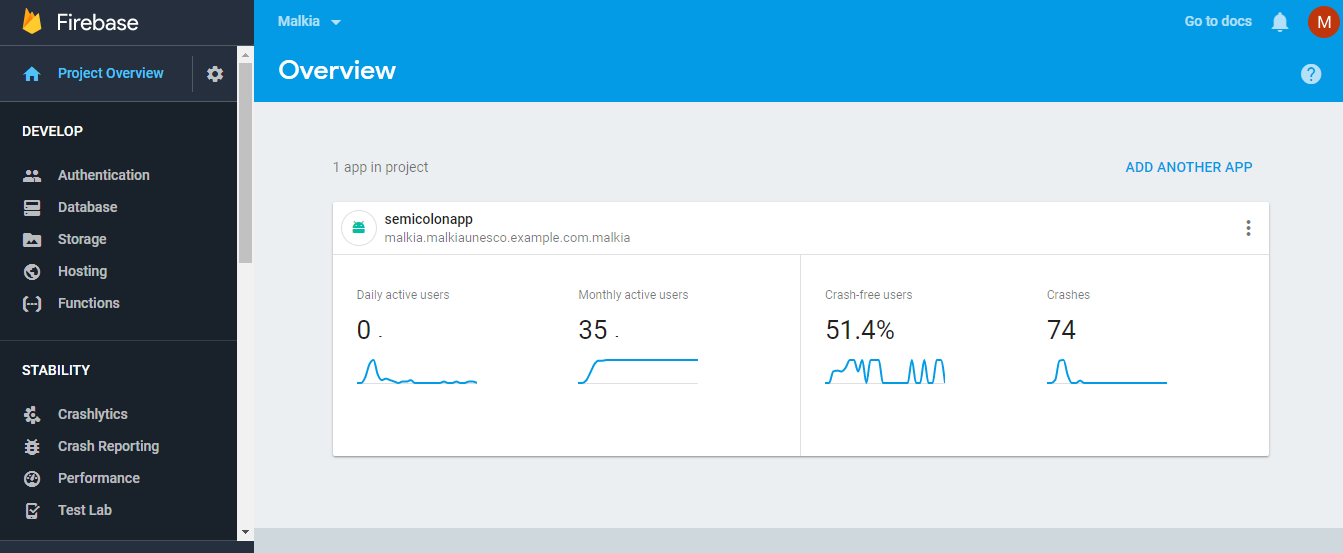 Firebase
Malkia
Go to docs
M
Project Overview
Overview
?
DEVELOP
Authentication
Database
Storage
Hosting
Functions
STABILITY
Crashlytics
Crash Reporting
Performance
Test Lab
1 app in project
ADD ANOTHER APP
semicolonapp
malkia.malkiaunesco.example.com.malkia
Daily active users
0 .
Monthly active users
35 .
Crash-free users
51.4%
Crashes
74